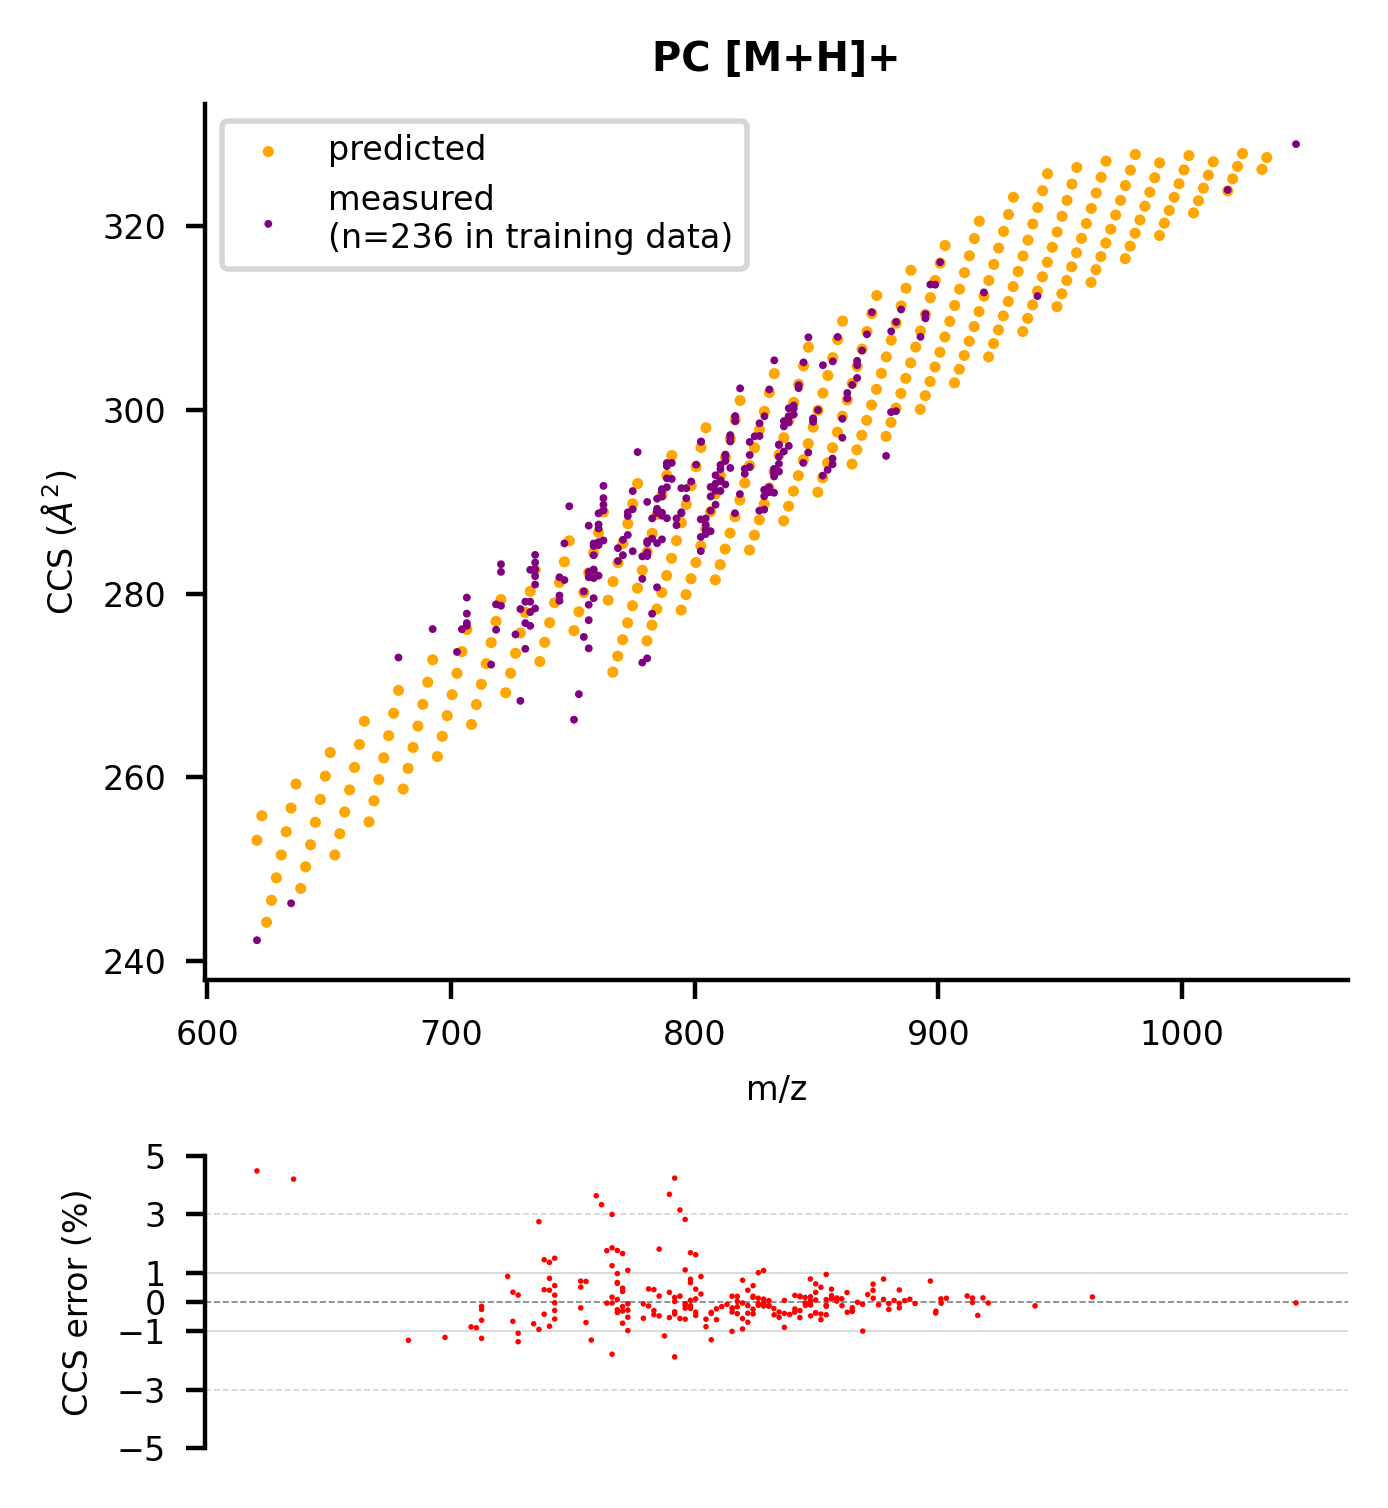 PC [M+H]+
predicted
measured
(n=236 in training data)
CCS (Å²)
320
300
280
260
240
600 700 800 900 1000
m/z
CCS error (%)
5
3
1
0
−1
−3
−5